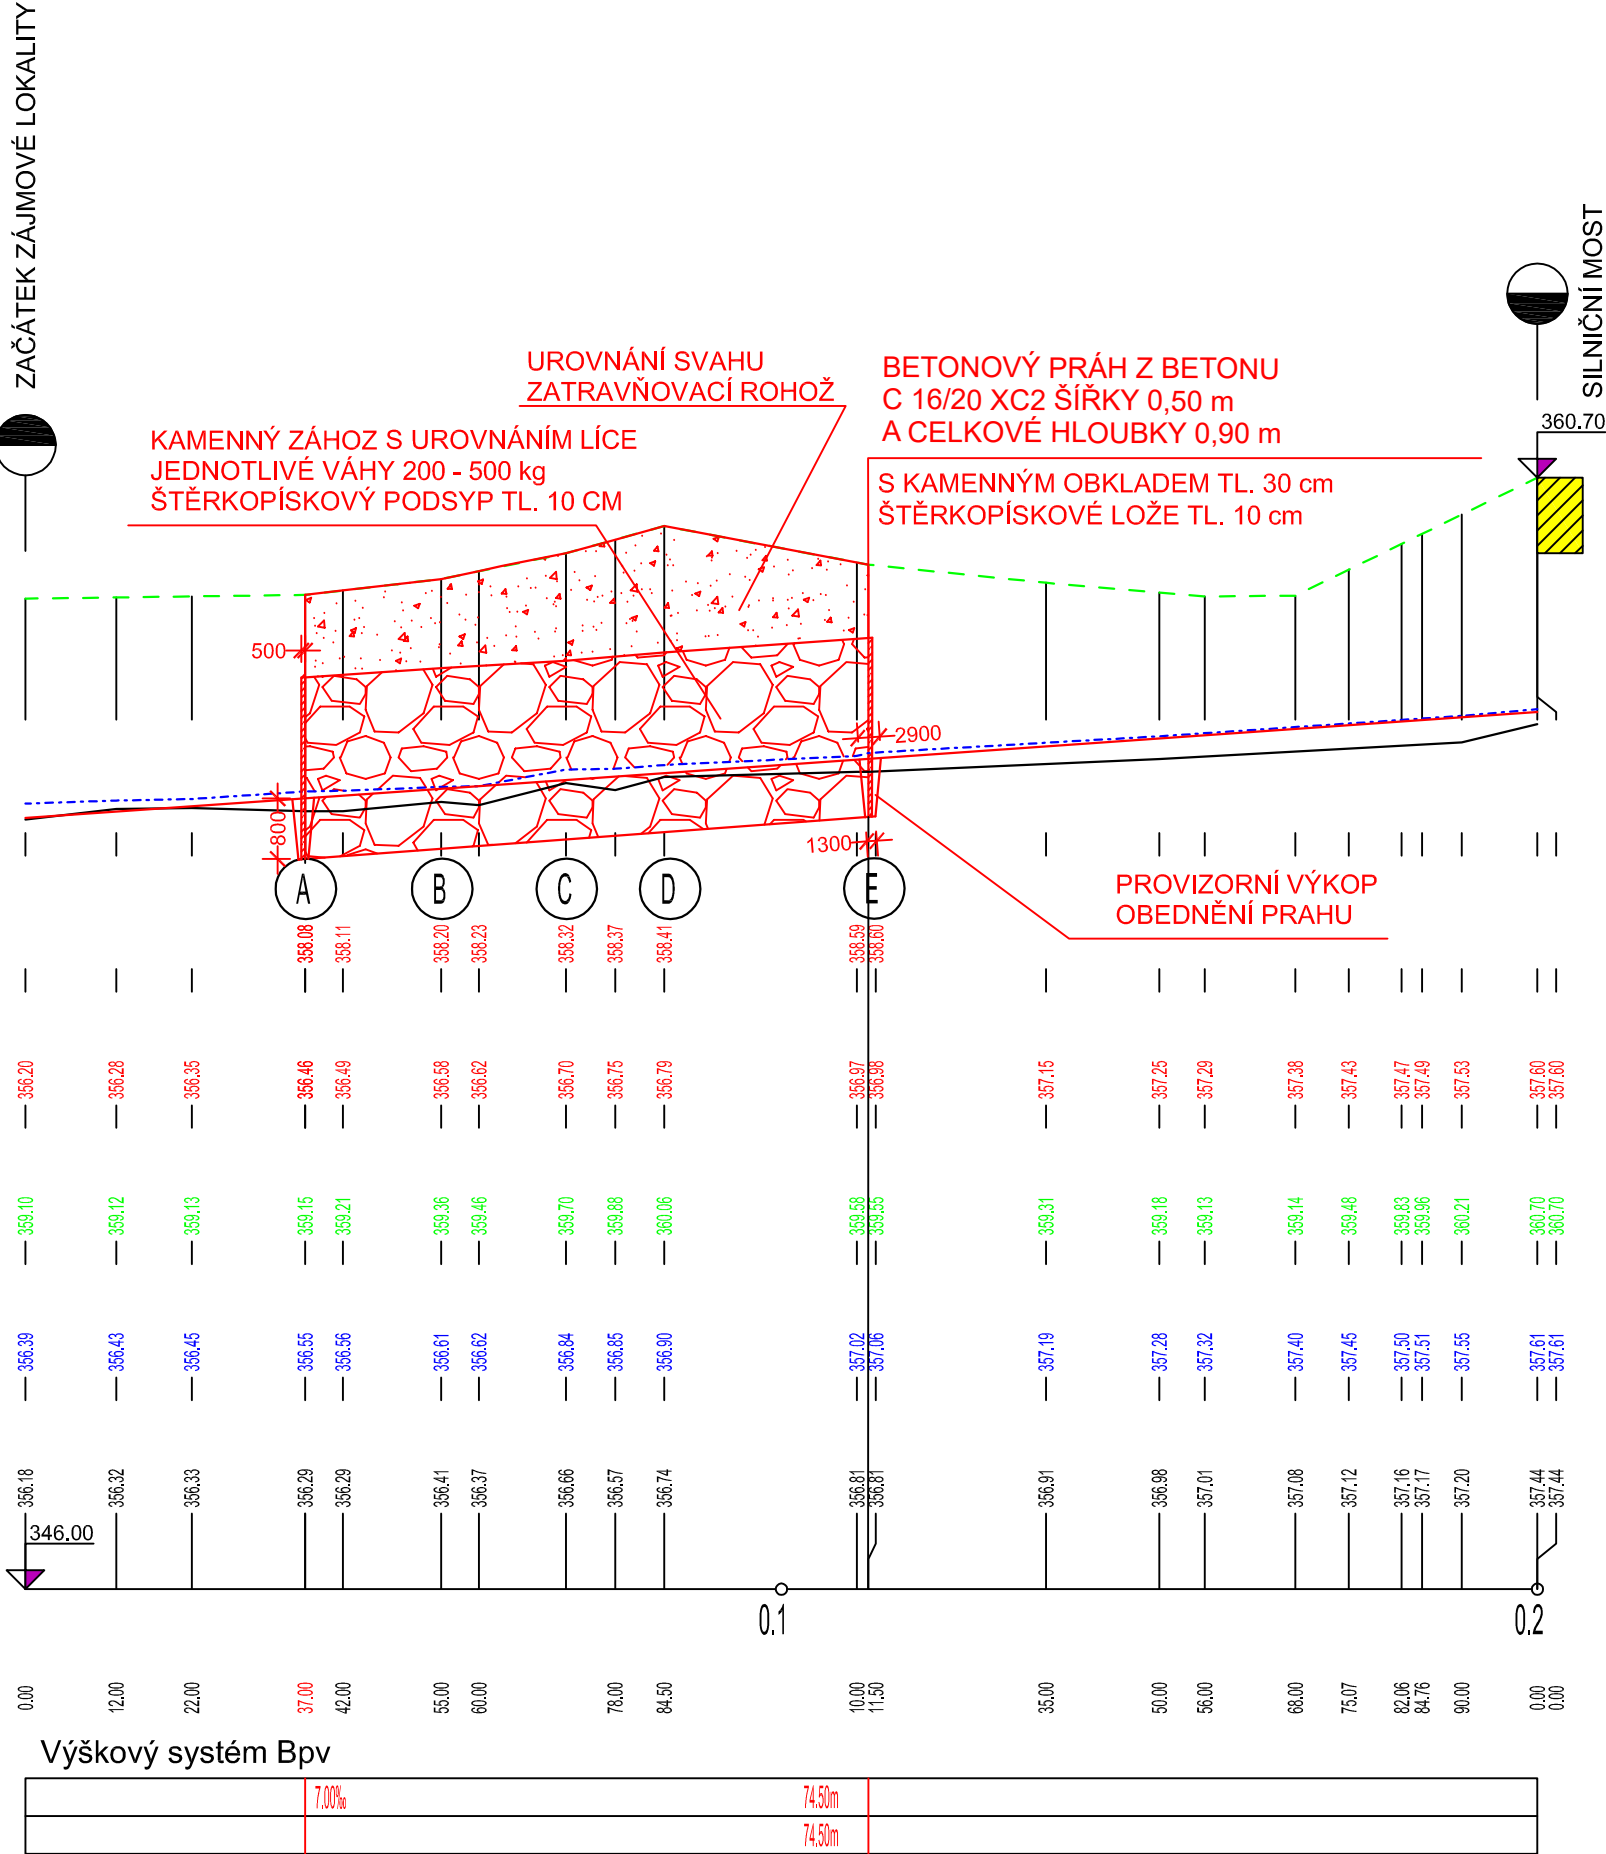 ZAČÁTEK ZÁJMOVÉ LOKALITY
SILNIČNÍ MOST
360.70
UROVNÁNÍ SVAHU
ZATRAVŇOVACÍ ROHOŽ
BETONOVÝ PRÁH Z BETONU
C 16/20 XC2 ŠÍŘKY 0,50 m
A CELKOVÉ HLOUBKY 0,90 m
S KAMENNÝM OBKLADEM TL. 30 cm
ŠTĚRKOPÍSKOVÉ LOŽE TL. 10 cm
KAMENNÝ ZÁHOZ S UROVNÁNÍM LÍCE
JEDNOTLIVÉ VÁHY 200 - 500 kg
ŠTĚRKOPÍSKOVÝ PODSYP TL. 10 CM
500
2900
800
1300
A B C D E
PROVIZORNÍ VÝKOP
OBEDNĚNÍ PRAHU
358.08 358.11 358.20 358.23 358.32 358.37 358.41 358.59 358.60
356.20 356.28 356.35 356.46 356.49 356.58 356.62 356.70 356.75 356.79 356.97 356.98 357.15 357.25 357.29 357.38 357.43 357.47 357.49 357.53 357.60 357.60
359.10 359.12 359.13 359.15 359.21 359.36 359.46 359.70 359.88 360.06 359.58 359.55 359.31 359.18 359.13 359.14 359.48 359.83 359.96 360.21 360.70 360.70
356.39 356.43 356.45 356.55 356.56 356.61 356.62 356.84 356.85 356.90 357.02 357.06 357.19 357.28 357.32 357.40 357.45 357.50 357.51 357.55 357.61 357.61
356.18 356.32 356.33 356.29 356.29 356.41 356.37 356.66 356.57 356.74 356.81 356.81 356.91 356.98 357.01 357.08 357.12 357.16 357.17 357.20 357.44 357.44
346.00
0.1 0.2
0.00 12.00 22.00 37.00 42.00 55.00 60.00 78.00 84.50 10.00 11.50 35.00 50.00 56.00 68.00 75.07 82.06 84.76 90.00 0.00 0.00
Výškový systém Bpv
7,00‰ 74.50m
74,50m